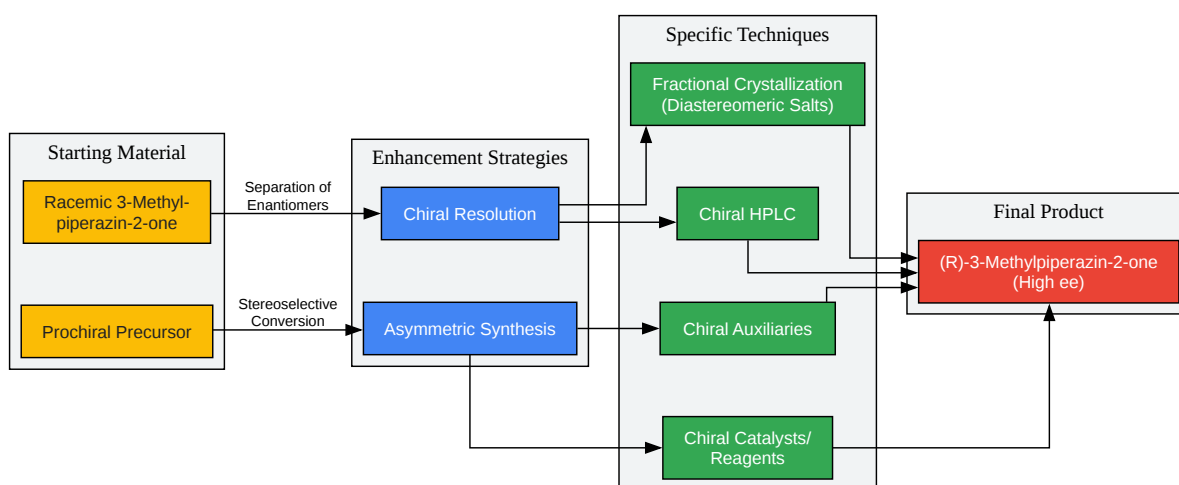 Starting Material
Racemic 3-Methyl-
piperazin-2-one
Prochiral Precursor
Separation of
Enantiomers
Stereoselective
Conversion
Enhancement Strategies
Chiral Resolution
Asymmetric Synthesis
Specific Techniques
Fractional Crystallization
(Diastereomeric Salts)
Chiral HPLC
Chiral Auxiliaries
Chiral Catalysts/
Reagents
Final Product
(R)-3-Methylpiperazin-2-one
(High ee)